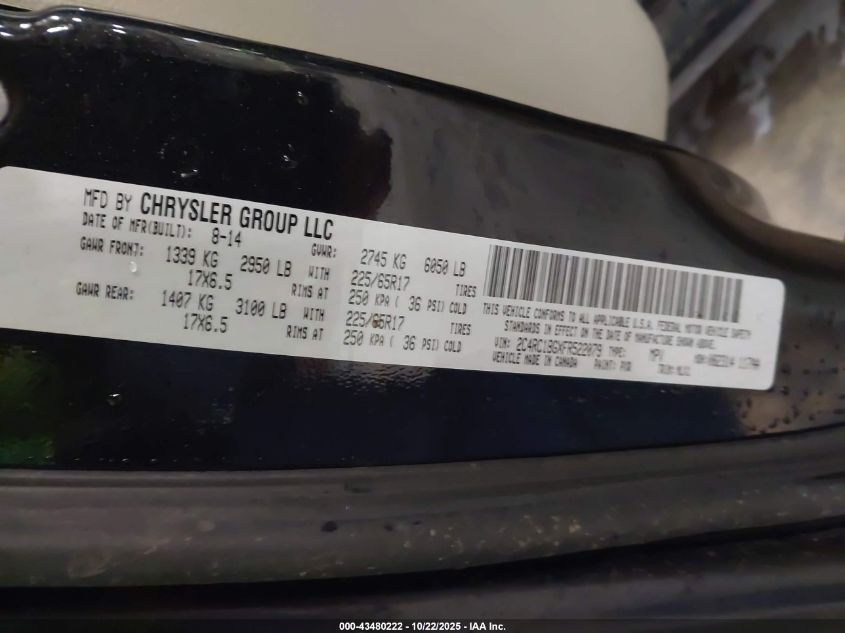 MFD BY CHRYSLER GROUP LLC
DATE OF MFR(BUILT): 8-14 GVWR: 2745 KG 6050 LB
GAWR FRONT: 1339 KG 2950 LB WITH 225/65R17 TIRES
17X6.5 RIMS AT 250 KPA ( 36 PSI) COLD
GAWR REAR: 1407 KG 3100 LB WITH 225/65R17 TIRES
17X6.5 RIMS AT 250 KPA ( 36 PSI) COLD
THIS VEHICLE CONFORMS TO ALL APPLICABLE U.S.A. FEDERAL MOTOR VEHICLE SAFETY
STANDARDS IN EFFECT ON THE DATE OF MANUFACTURE SHOWN ABOVE.
VIN: 2C4RC1BGXFR522079 TYPE: MPV
VEHICLE MADE IN CANADA PAINT: PXR TRIM:
000-43480222 - 10/22/2025 - IAA Inc.